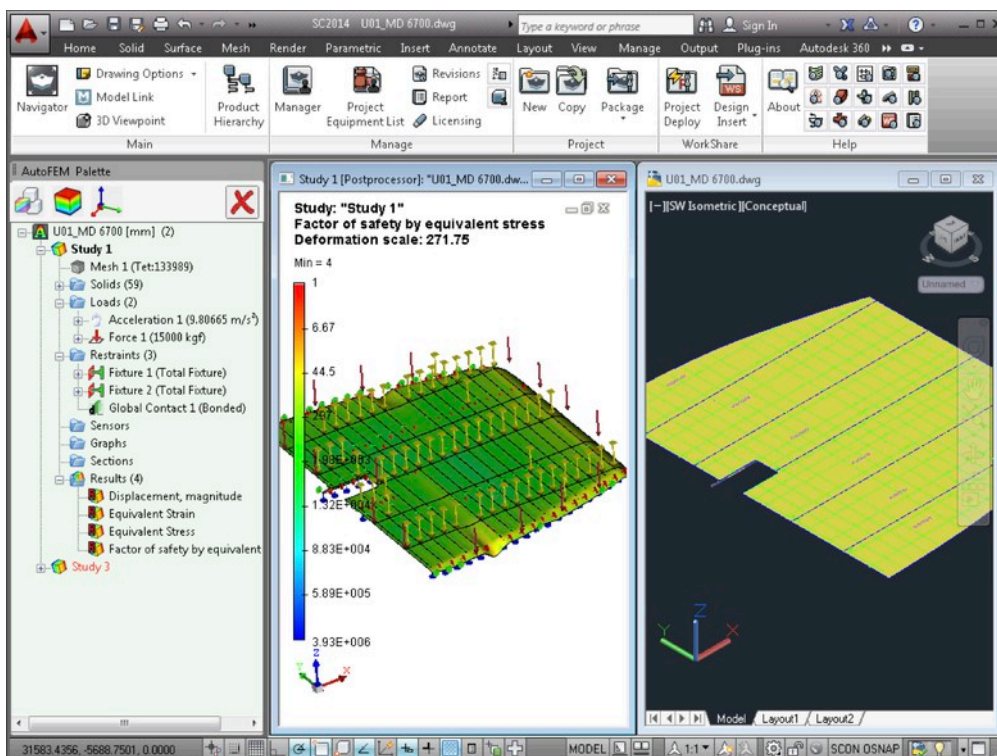 SC2014 U01_MD 6700.dwg
Type a keyword or phrase
Sign In
Home Solid Surface Mesh Render Parametric Insert Annotate Layout View Manage Output Plug-ins Autodesk 360
Navigator
Drawing Options
Model Link
3D Viewpoint
Product
Hierarchy
Main
Manager
Project
Equipment List
Revisions
Report
Licensing
Manage
New Copy Package
Project
Project
Deploy
Design
Insert
WS
WorkShare
About
Help
AutoFEM Palette
U01_MD 6700 [mm] (2)
Study 1
Mesh 1 (Tet:133989)
Solids (59)
Loads (2)
Acceleration 1 (9.80665 m/s²)
Force 1 (15000 kgf)
Restraints (3)
Fixture 1 (Total Fixture)
Fixture 2 (Total Fixture)
Global Contact 1 (Bonded)
Sensors
Graphs
Sections
Results (4)
Displacement, magnitude
Equivalent Strain
Equivalent Stress
Factor of safety by equivalent
Study 3
Study 1 [Postprocessor]: "U01_MD 6700.dw...
Study: "Study 1"
Factor of safety by equivalent stress
Deformation scale: 271.75
Min = 4
1
6.67
44.5
297
1.98E+003
1.32E+004
8.83E+004
5.89E+005
3.93E+006
Z
Y
X
U01_MD 6700.dwg
[−][SW Isometric][Conceptual]
Unnamed
Z
Y
X
Model Layout1 Layout2
31583.4356, -5688.7501, 0.0000
MODEL
1:1
SCON OSNAP